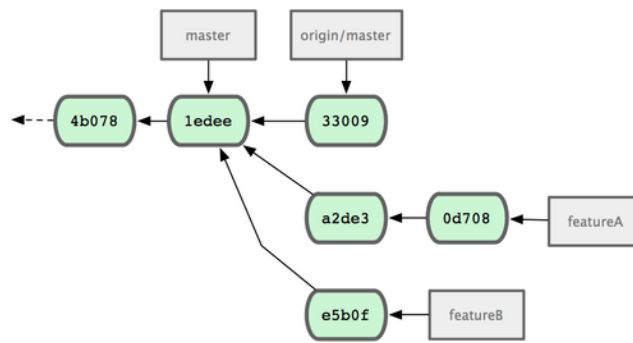 master
origin/master
4b078
1edee
33009
a2de3
0d708
featureA
e5b0f
featureB